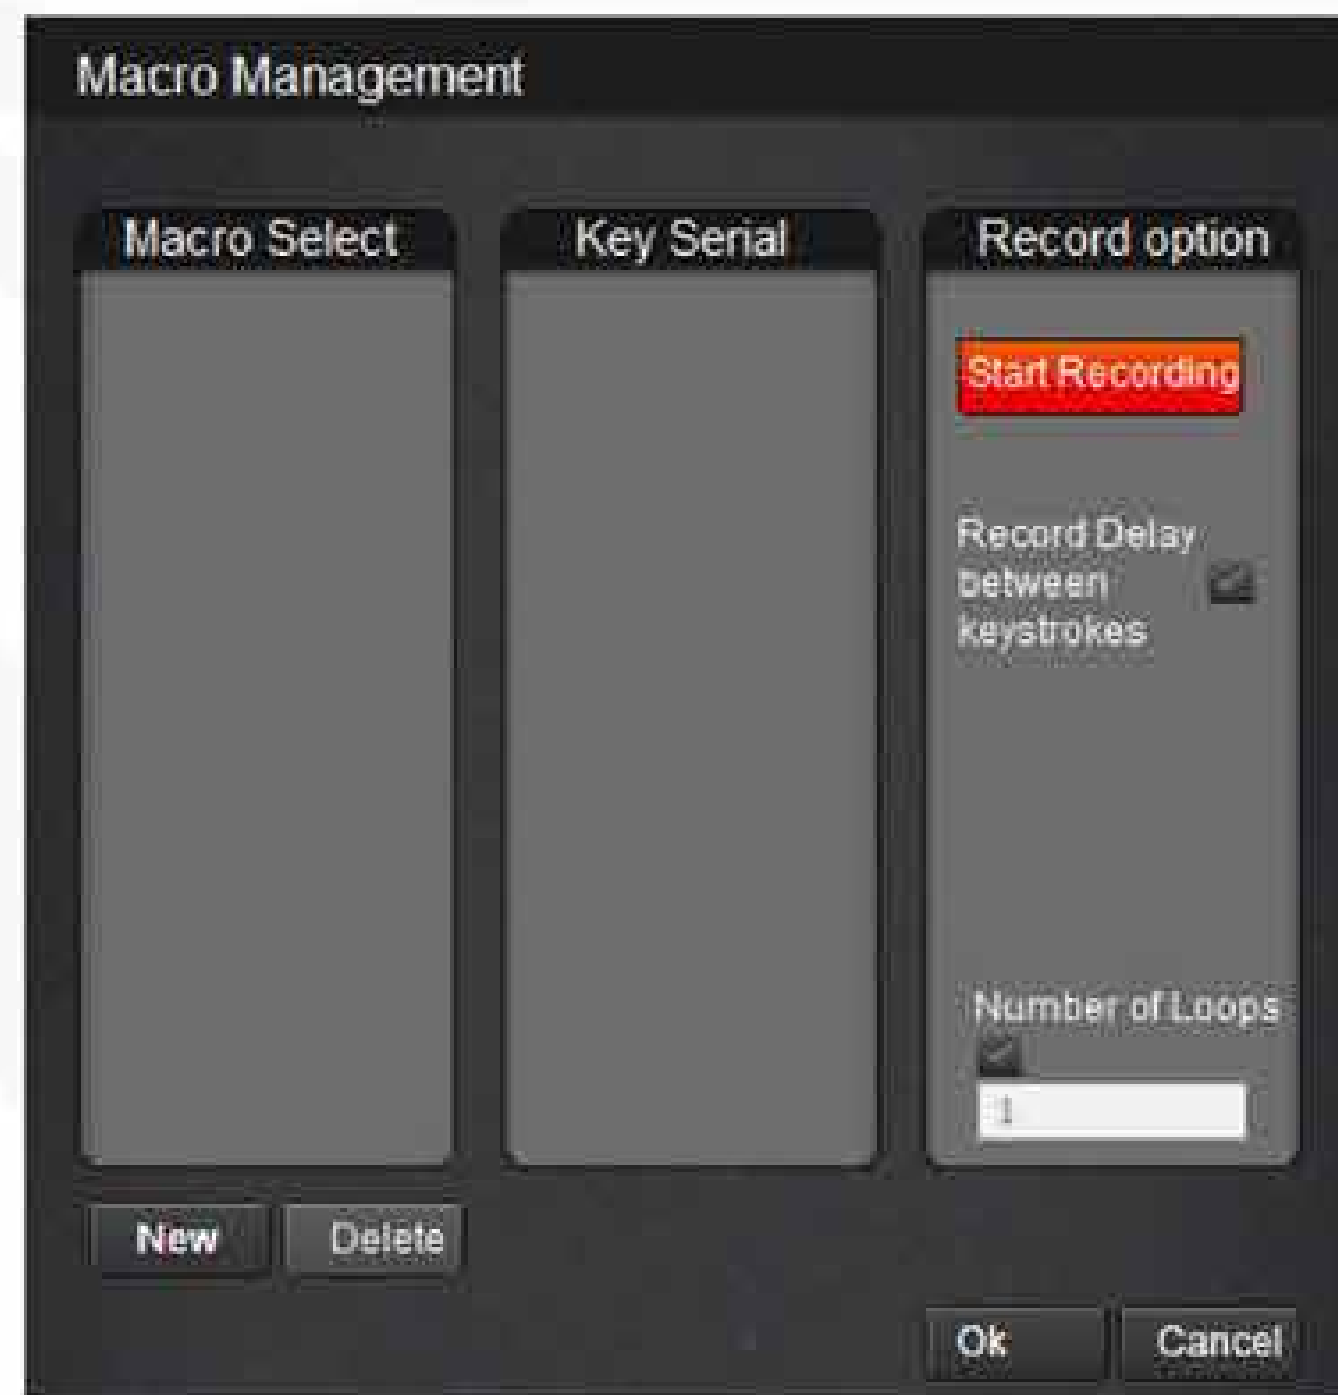 Macro Management
Macro Select
Key Serial
Record option
Start Recording
Record Delay
between
keystrokes
Number of Loops
1
New
Delete
Ok
Cancel